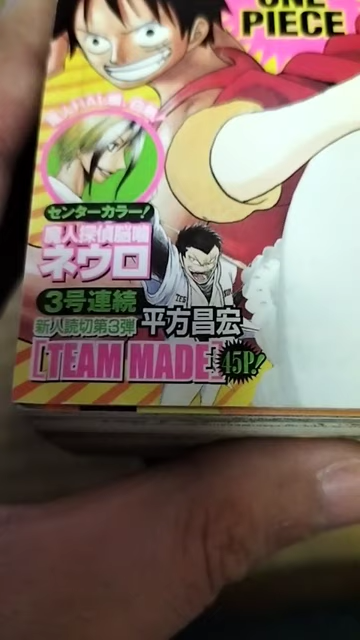 ONE
PIECE
センターカラー!
魔人探偵脳噛
ネウロ
3号連続
新人読切第3弾
平方昌宏
[TEAM MADE]
45P!